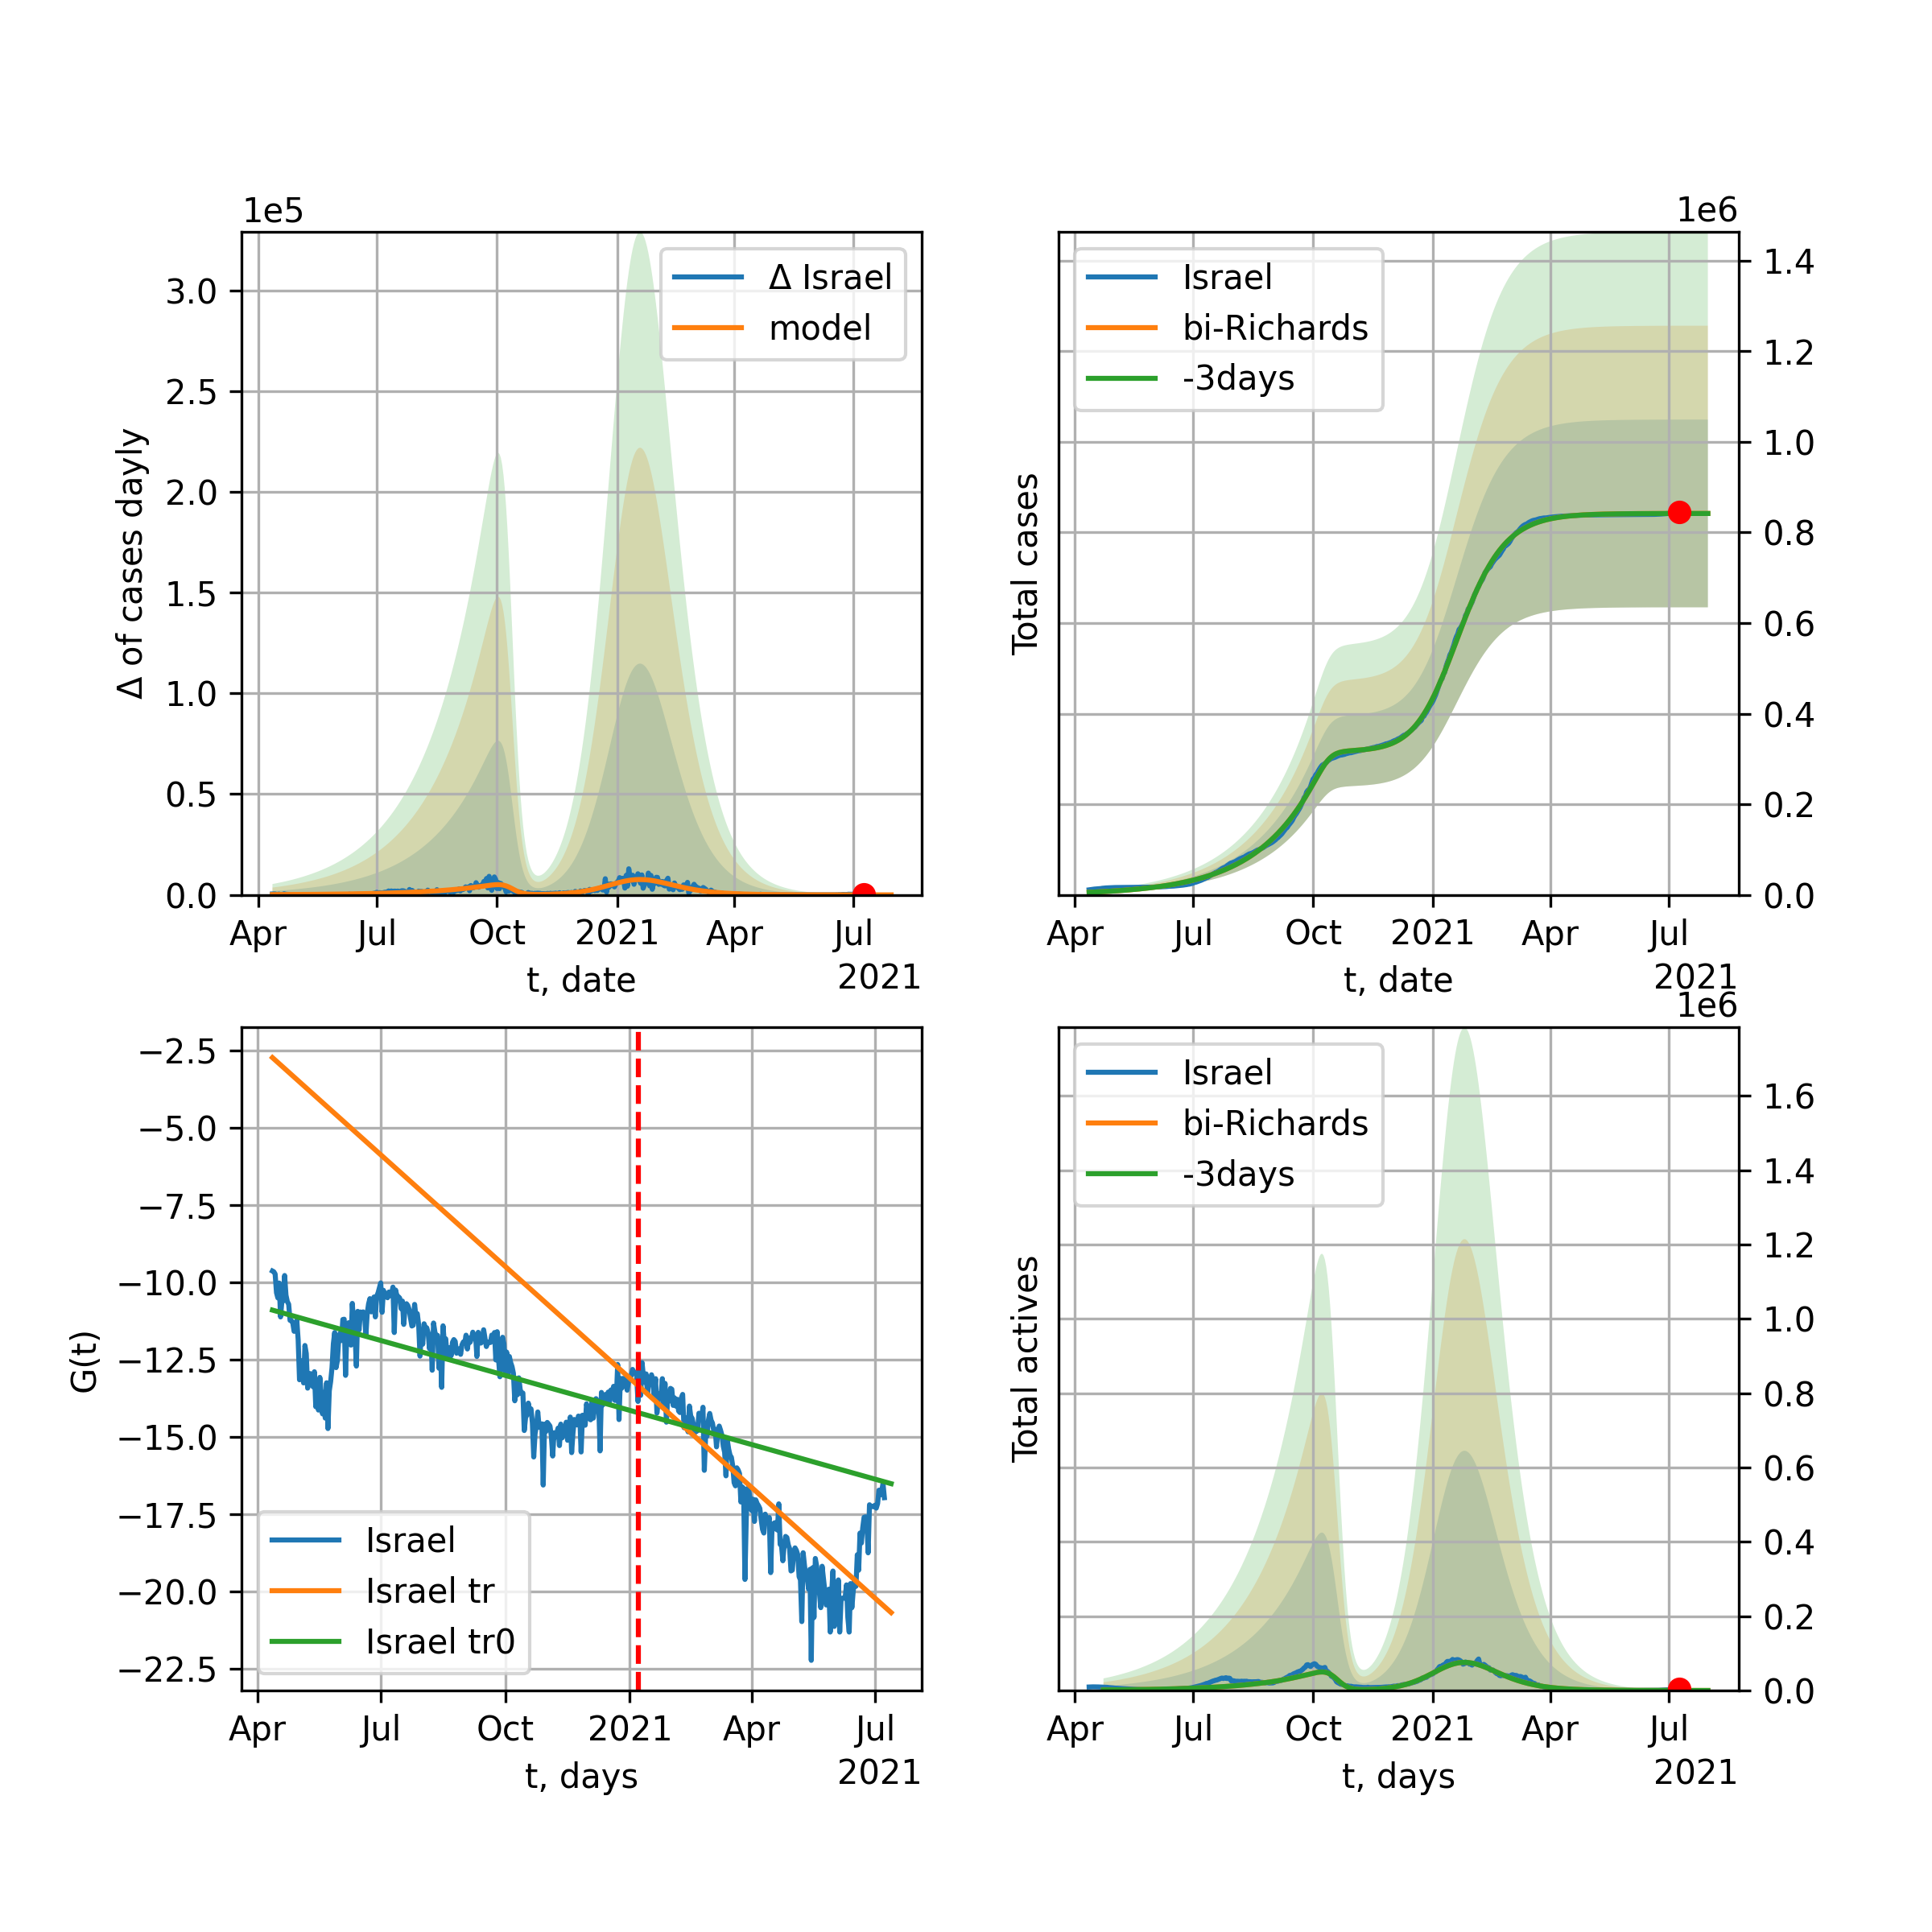 1e5
Δ of cases dayly
3.0
2.5
2.0
1.5
1.0
0.5
0.0
Δ Israel
model
Apr Jul Oct 2021 Apr Jul
t, date
2021
1e6
Total cases
Israel
bi-Richards
-3days
1.4
1.2
1.0
0.8
0.6
0.4
0.2
0.0
Apr Jul Oct 2021 Apr Jul
t, date
2021
G(t)
−2.5
−5.0
−7.5
−10.0
−12.5
−15.0
−17.5
−20.0
−22.5
Israel
Israel tr
Israel tr0
Apr Jul Oct 2021 Apr Jul
t, days
2021
1e6
Total actives
Israel
bi-Richards
-3days
1.6
1.4
1.2
1.0
0.8
0.6
0.4
0.2
0.0
Apr Jul Oct 2021 Apr Jul
t, days
2021